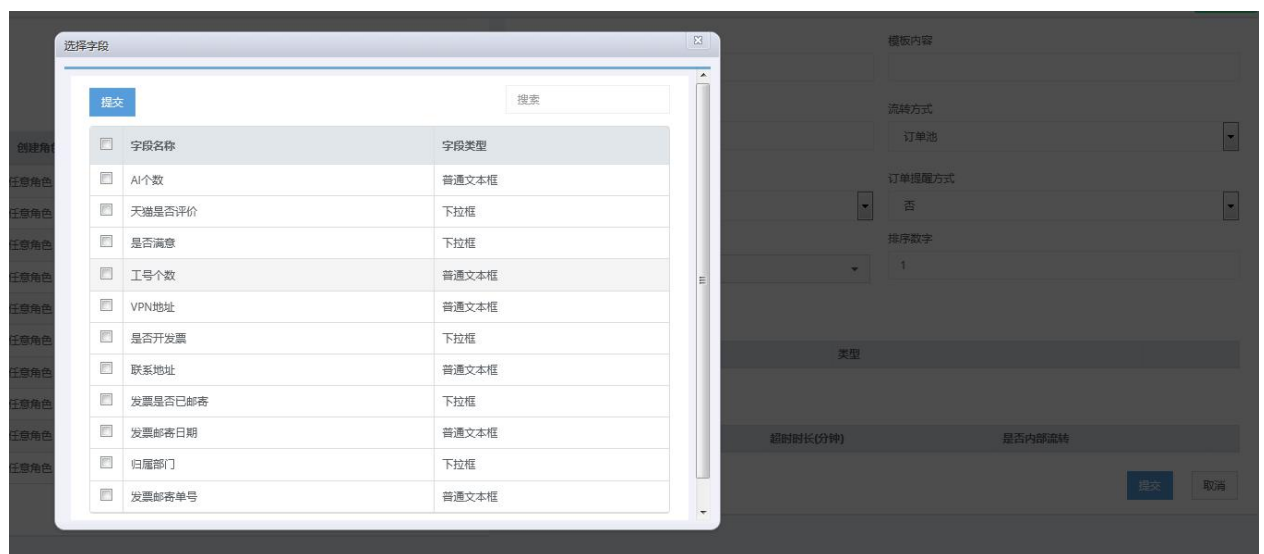 选择字段
提交
搜索
字段名称 字段类型
AI个数 普通文本框
天猫是否评价 下拉框
是否满意 下拉框
工号个数 普通文本框
VPN地址 普通文本框
是否开发票 下拉框
联系地址 普通文本框
发票是否已邮寄 下拉框
发票邮寄日期 普通文本框
归属部门 下拉框
发票邮寄单号 普通文本框
创建角色
任意角色
任意角色
任意角色
任意角色
任意角色
任意角色
任意角色
任意角色
任意角色
任意角色
模板内容
流转方式
订单池
订单提醒方式
否
排序数字
1
类型
超时时长(分钟) 是否内部流转
提交 取消